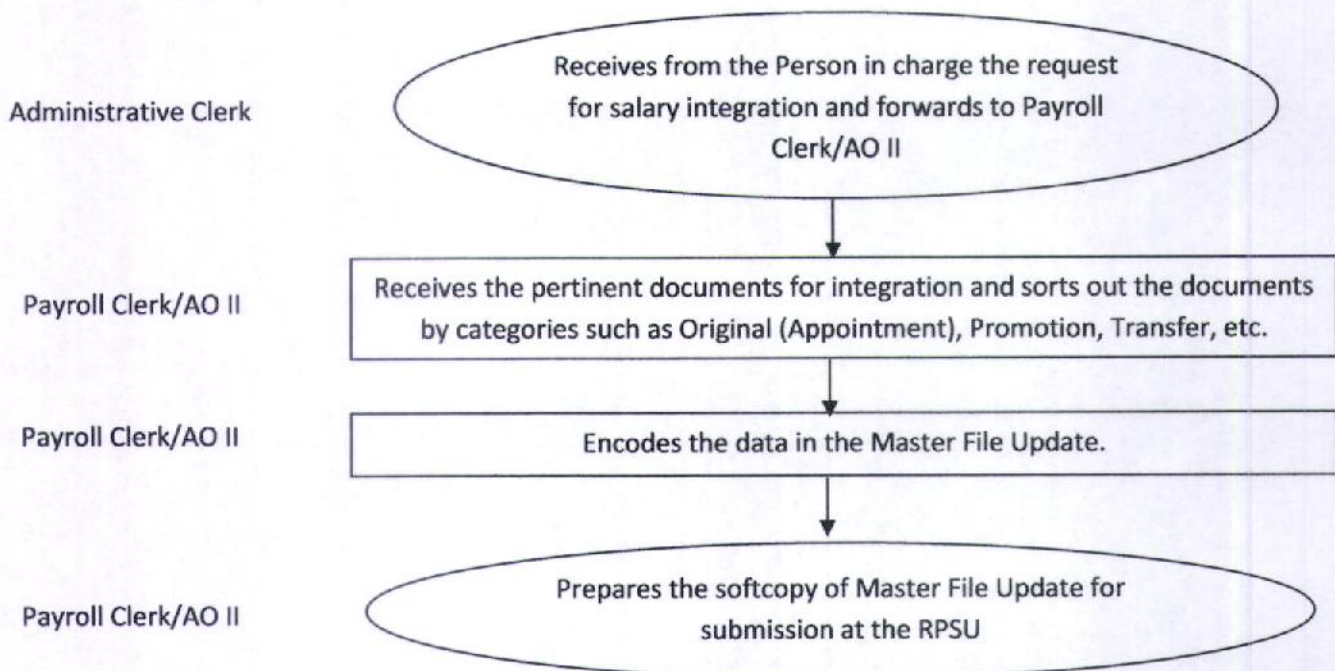 Administrative Clerk
Receives from the Person in charge the request
for salary integration and forwards to Payroll
Clerk/AO II
Payroll Clerk/AO II
Receives the pertinent documents for integration and sorts out the documents
by categories such as Original (Appointment), Promotion, Transfer, etc.
Payroll Clerk/AO II
Encodes the data in the Master File Update.
Payroll Clerk/AO II
Prepares the softcopy of Master File Update for
submission at the RPSU